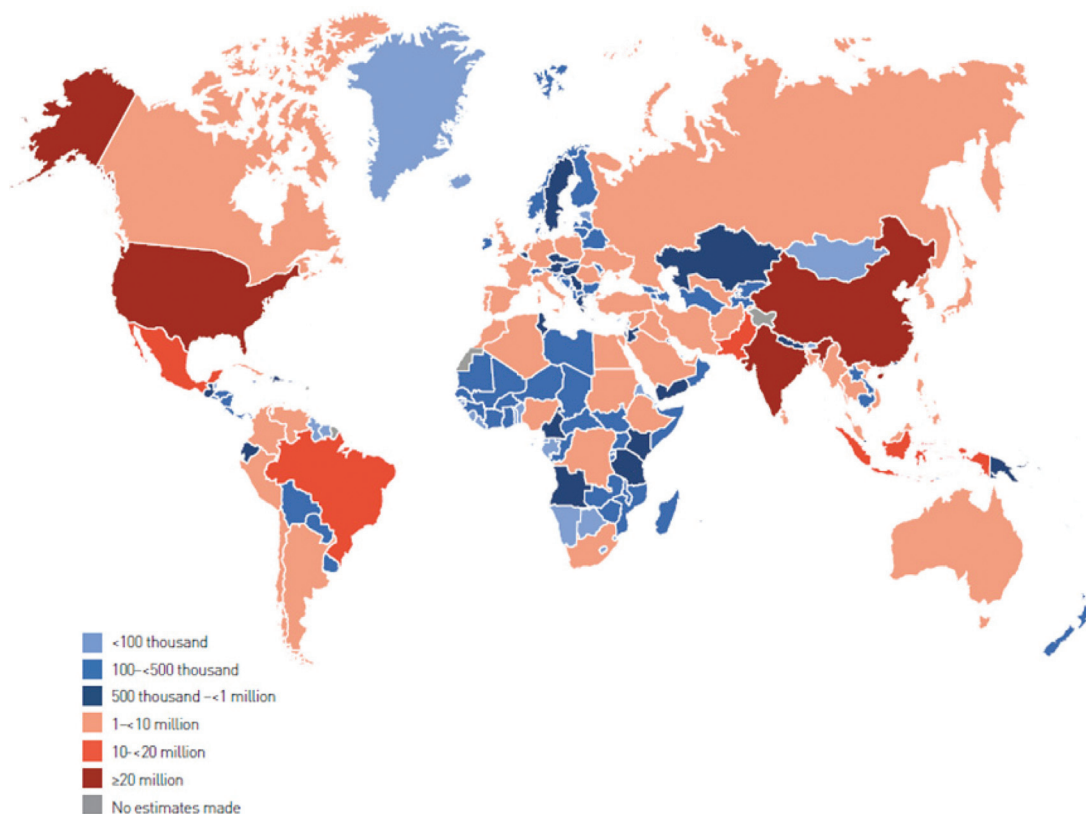 <100 thousand
100-<500 thousand
500 thousand -<1 million
1-<10 million
10-<20 million
≥20 million
No estimates made